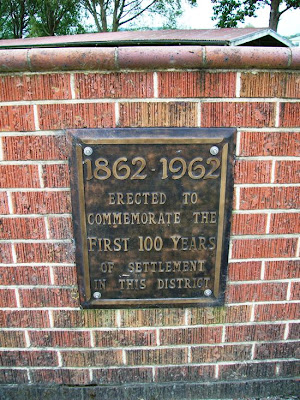 1862-1962
ERECTED TO
COMMEMORATE THE
FIRST 100 YEARS
OF SETTLEMENT
IN THIS DISTRICT